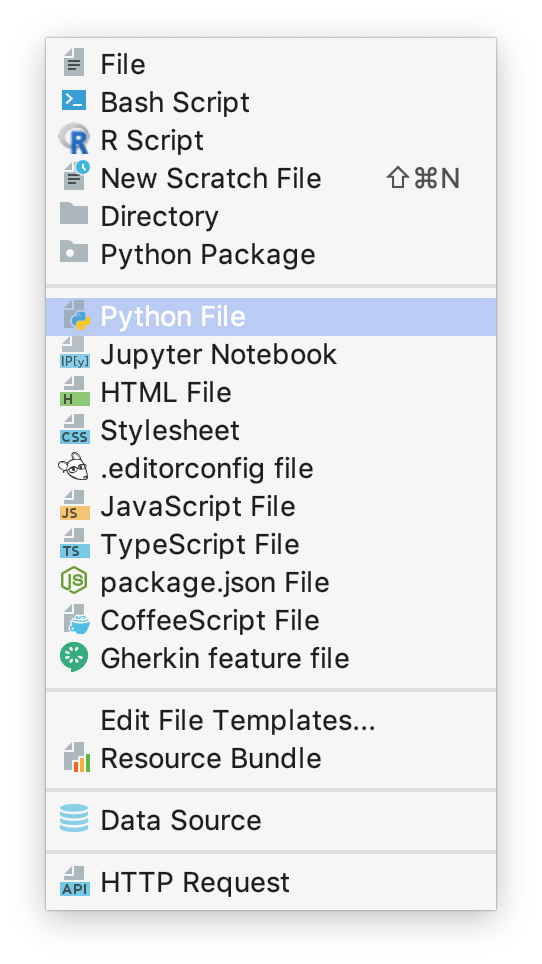 File
Bash Script
R Script
New Scratch File ⇧⌘N
Directory
Python Package
Python File
IP[y] Jupyter Notebook
H HTML File
CSS Stylesheet
.editorconfig file
JS JavaScript File
TS TypeScript File
JS package.json File
CoffeeScript File
Gherkin feature file
Edit File Templates...
Resource Bundle
Data Source
API HTTP Request